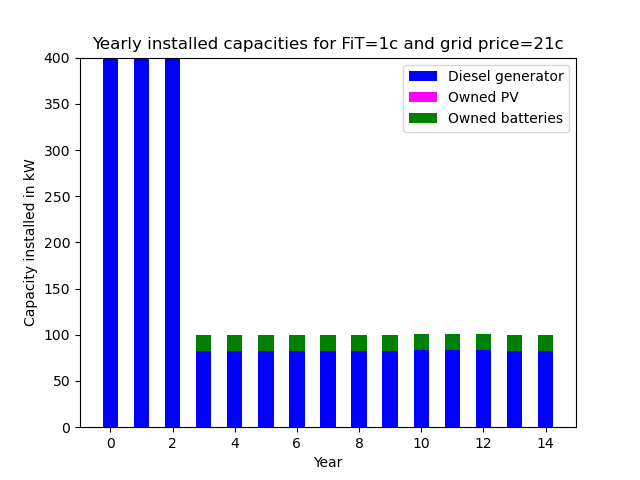 Yearly installed capacities for FiT=1c and grid price=21c
Diesel generator
Owned PV
Owned batteries
Capacity installed in kW
400
350
300
250
200
150
100
50
0
0 2 4 6 8 10 12 14
Year